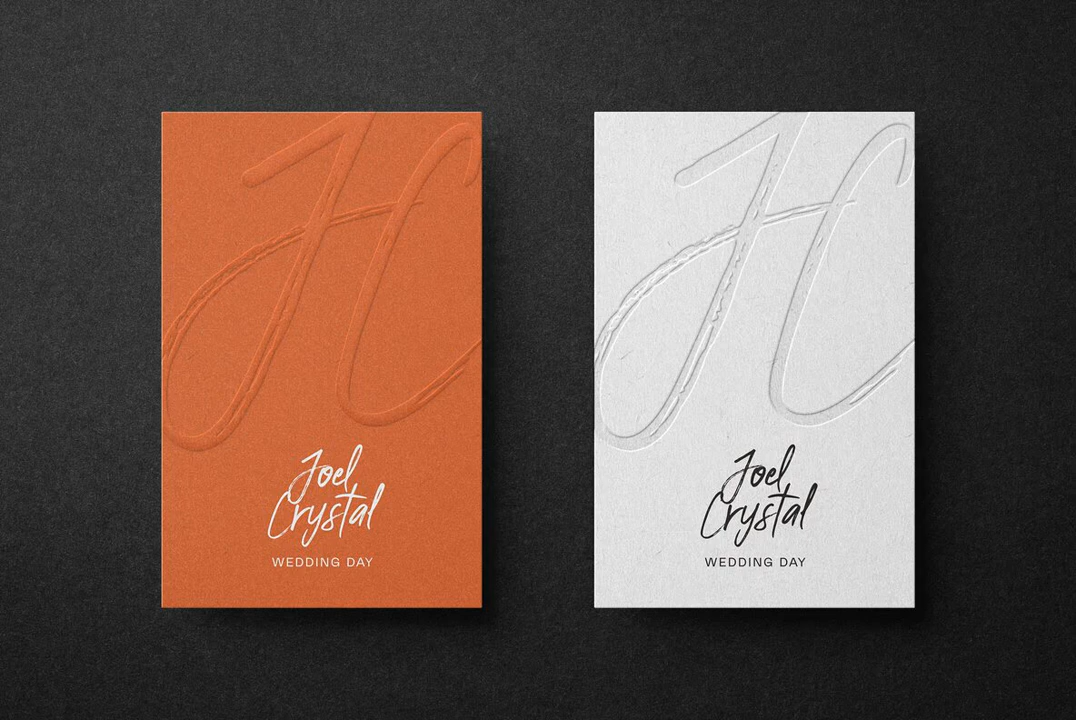 JC
Joel
Crystal
WEDDING DAY
JC
Joel
Crystal
WEDDING DAY